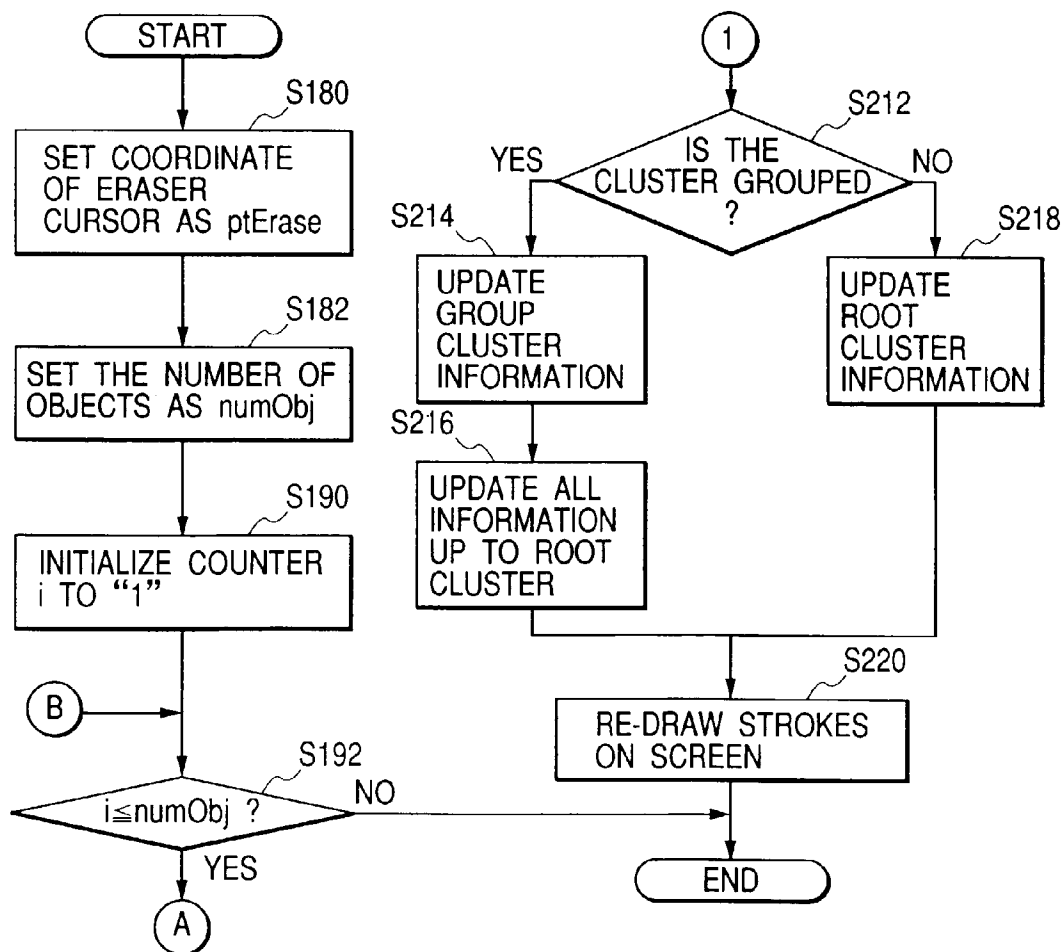 START
S180
SET COORDINATE
OF ERASER
CURSOR AS ptErase
S182
SET THE NUMBER OF
OBJECTS AS numObj
S190
INITIALIZE COUNTER
i TO “1”
B
S192
i≦numObj ?
NO
YES
A
1
S212
IS THE
CLUSTER GROUPED
?
YES
NO
S214
UPDATE
GROUP
CLUSTER
INFORMATION
S218
UPDATE
ROOT
CLUSTER
INFORMATION
S216
UPDATE ALL
INFORMATION
UP TO ROOT
CLUSTER
S220
RE-DRAW STROKES
ON SCREEN
END